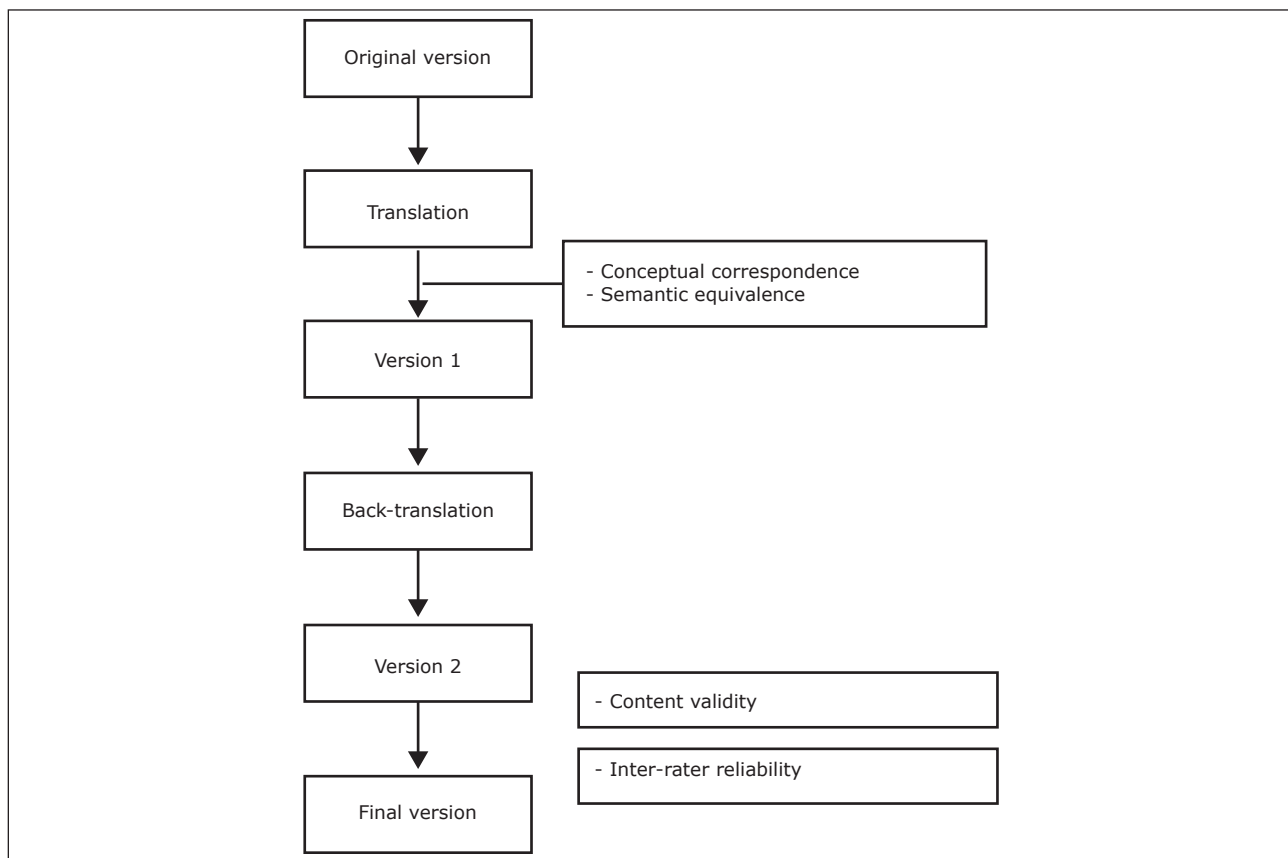 Original version
Translation
- Conceptual correspondence
- Semantic equivalence
Version 1
Back-translation
Version 2
- Content validity
- Inter-rater reliability
Final version